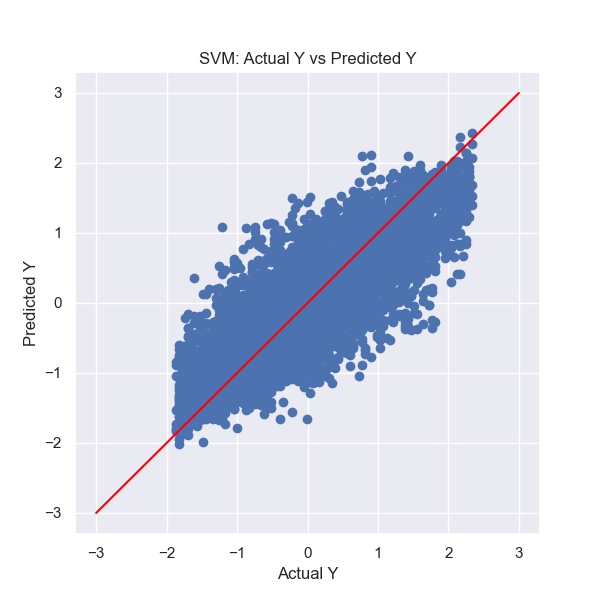 SVM: Actual Y vs Predicted Y
3
2
1
0
−1
−2
−3
Predicted Y
−3 −2 −1 0 1 2 3
Actual Y